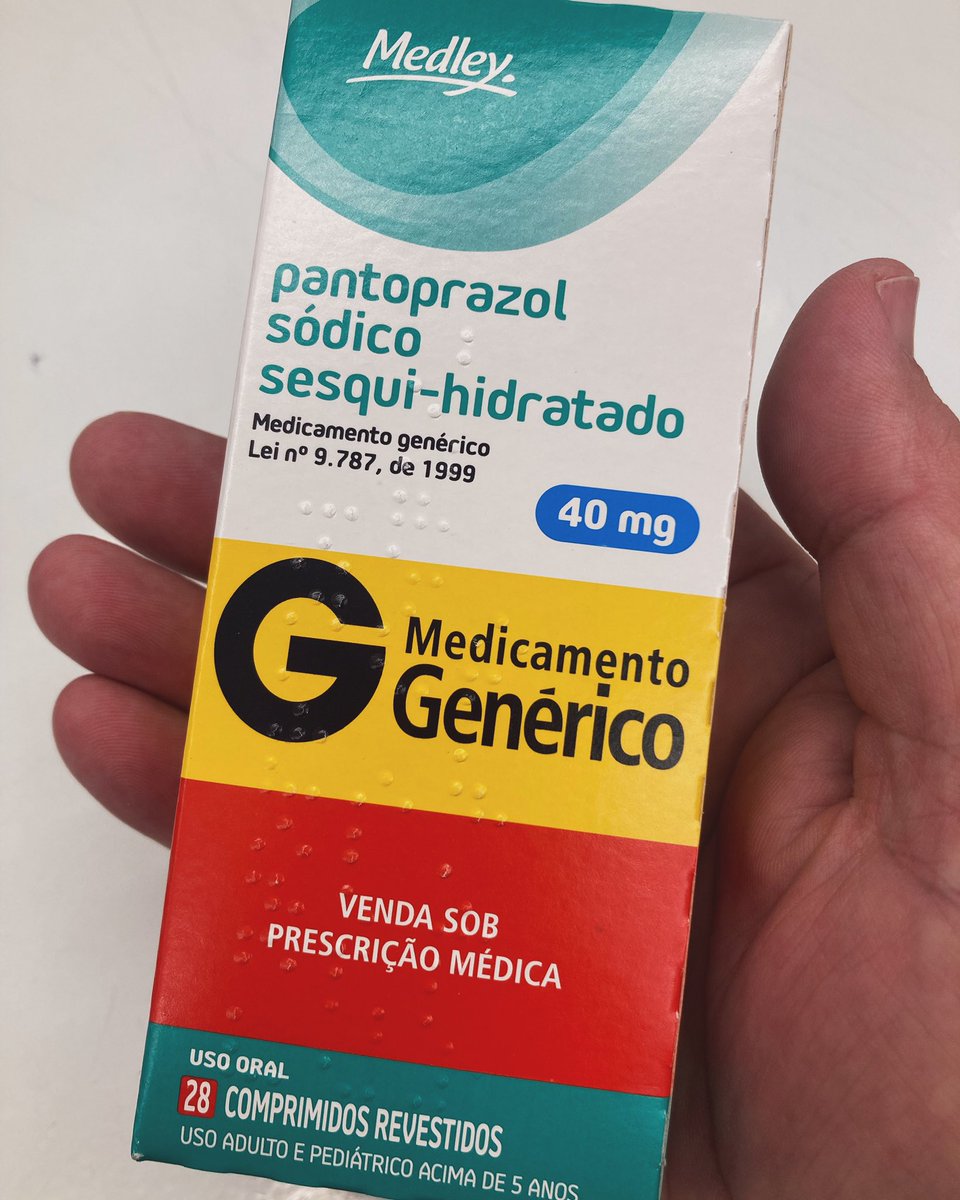 Medley.
pantoprazol
sódico
sesqui-hidratado
Medicamento genérico
Lei nº 9.787, de 1999
40 mg
G Medicamento
Genérico
VENDA SOB
PRESCRIÇÃO MÉDICA
USO ORAL
28 COMPRIMIDOS REVESTIDOS
USO ADULTO E PEDIÁTRICO ACIMA DE 5 ANOS